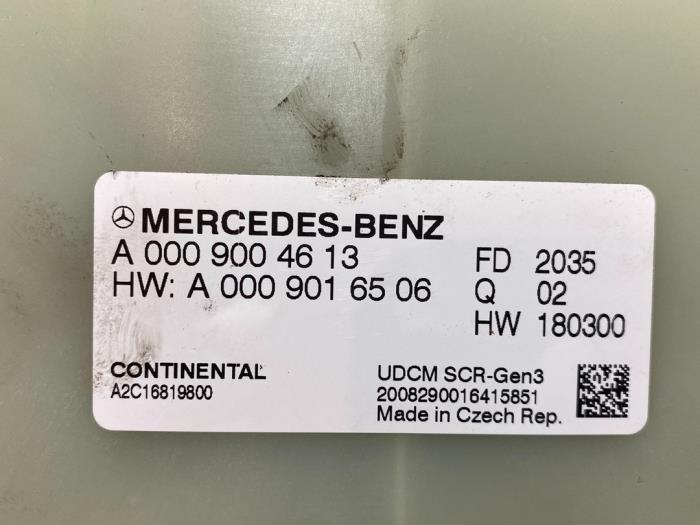 MERCEDES-BENZ
A 000 900 46 13
HW: A 000 901 65 06
FD 2035
Q 02
HW 180300
CONTINENTAL
A2C16819800
UDCM SCR-Gen3
2008290016415851
Made in Czech Rep.